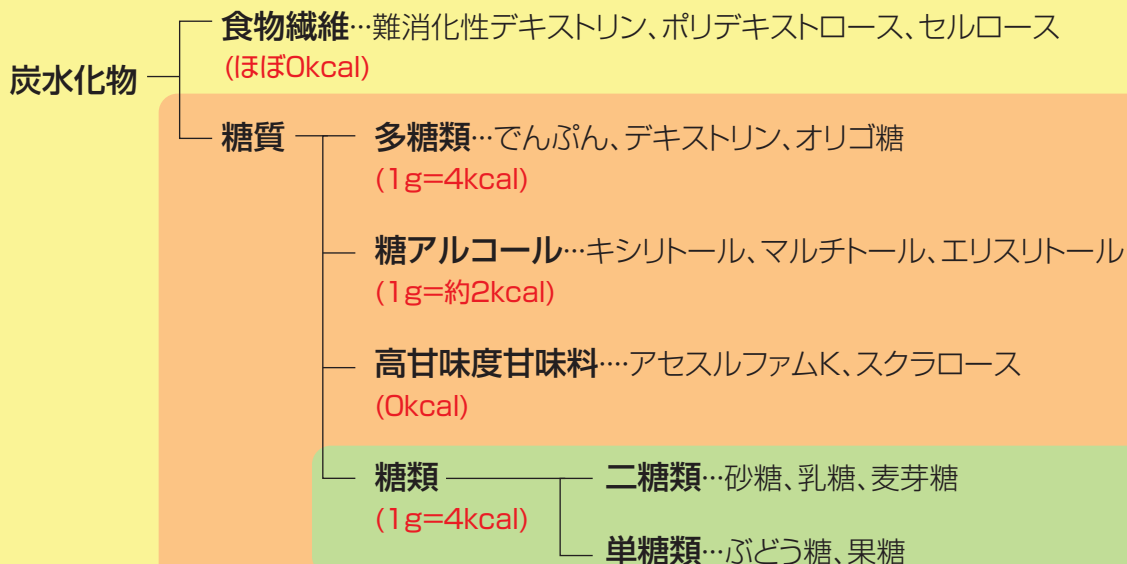 炭水化物
食物繊維…難消化性デキストリン、ポリデキストロース、セルロース
(ほぼ0kcal)
糖質
多糖類…でんぷん、デキストリン、オリゴ糖
(1g=4kcal)
糖アルコール…キシリトール、マルチトール、エリスリトール
(1g=約2kcal)
高甘味度甘味料‥‥アセスルファムK、スクラロース
(0kcal)
糖類
(1g=4kcal)
二糖類…砂糖、乳糖、麦芽糖
単糖類…ぶどう糖、果糖